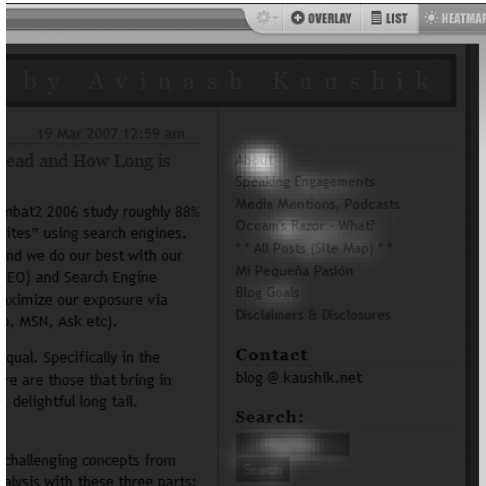 OVERLAY LIST HEATMAP
by Avinash Kaushik
19 Mar 2007 12:59 am
ead and How Long is
mbat2 2006 study roughly 88%
ites" using search engines.
nd we do our best with our
EO) and Search Engine
aximize our exposure via
o, MSN, Ask etc).
qual. Specifically in the
re are those that bring in
delightful long tail.
challenging concepts from
alysis with these three parts:
About
Speaking Engagements
Media Mentions, Podcasts
Occam's Razor - What?
* * All Posts (Site Map) * *
Mi Pequeña Pasión
Blog Goals
Disclaimers & Disclosures
Contact
blog @ kaushik.net
Search:
Search